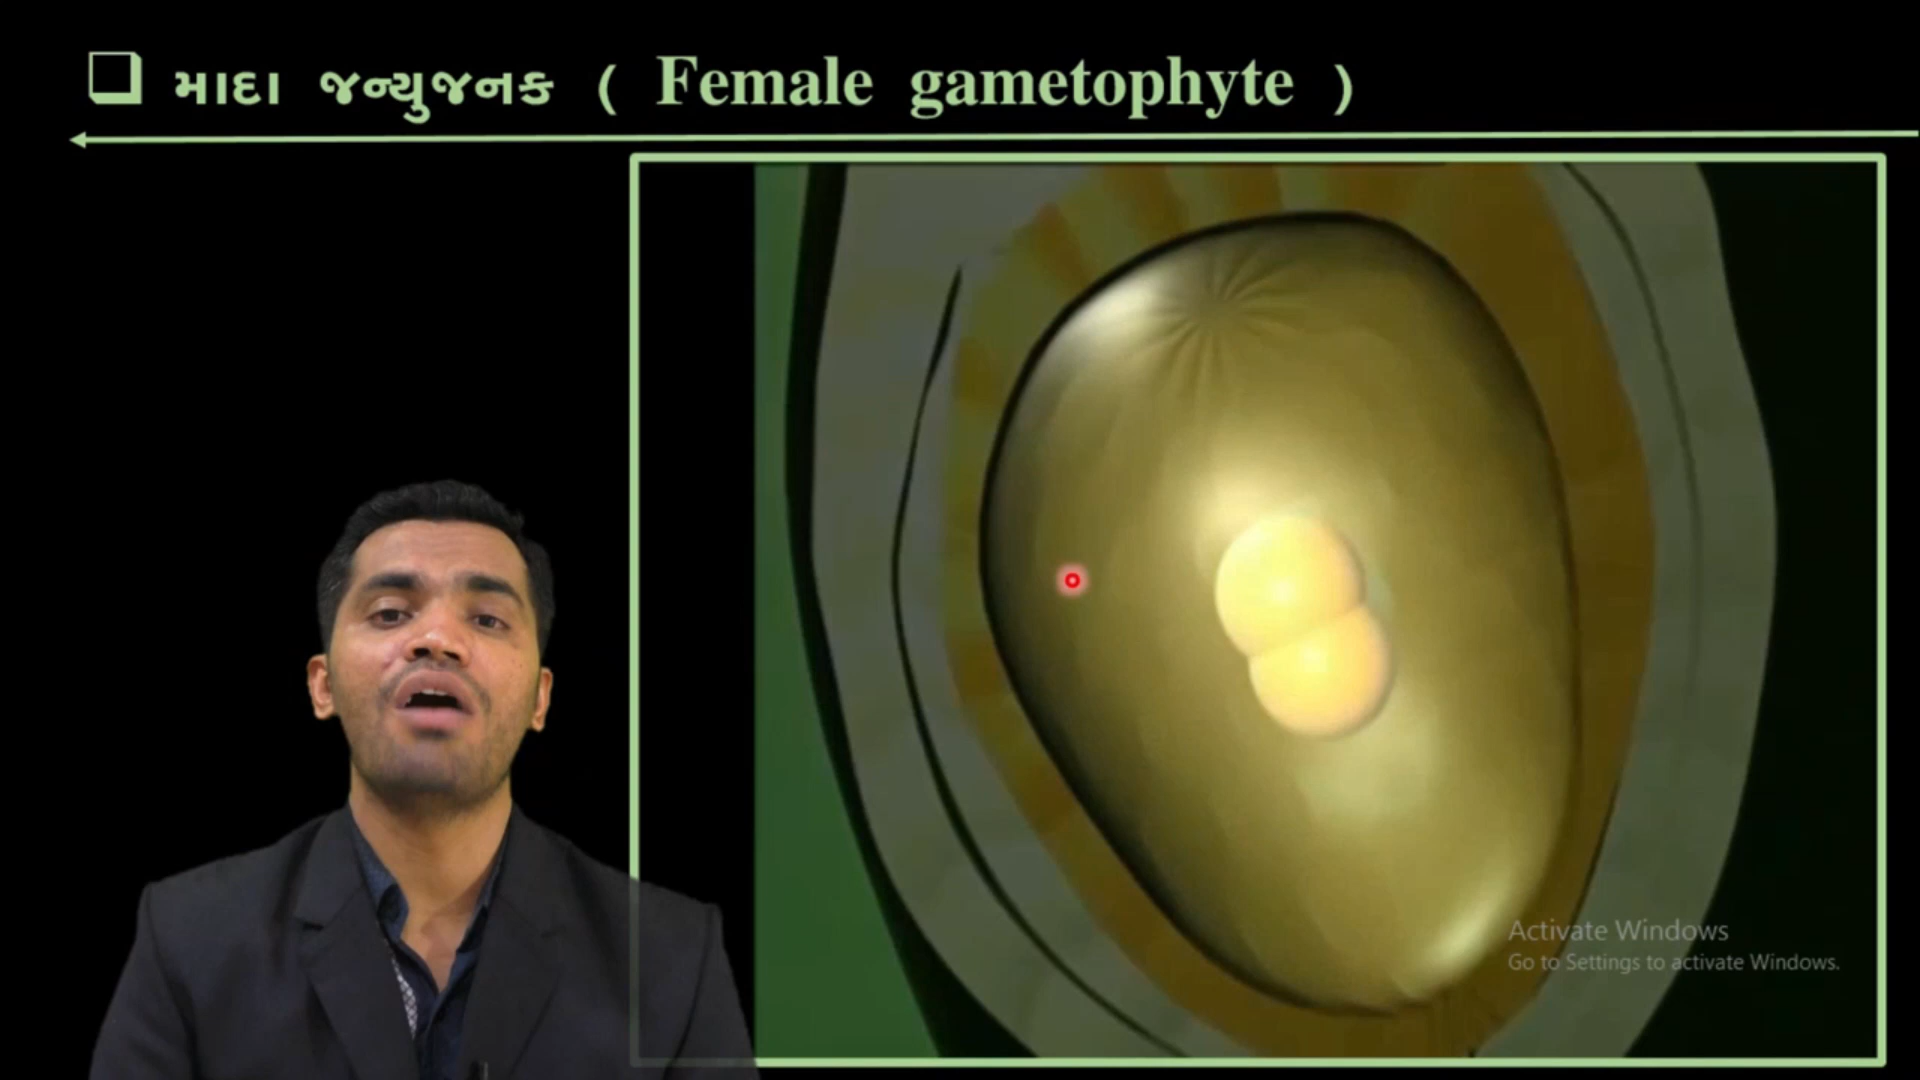 ❑ માદા જન્યુજનક ( Female gametophyte )
Activate Windows
Go to Settings to activate Windows.